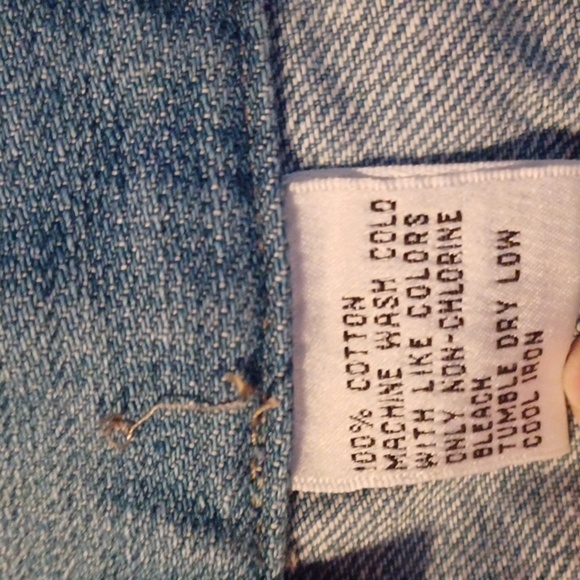 100% COTTON
MACHINE WASH COLD
WITH LIKE COLORS
ONLY NON-CHLORINE
BLEACH
TUMBLE DRY LOW
COOL IRON